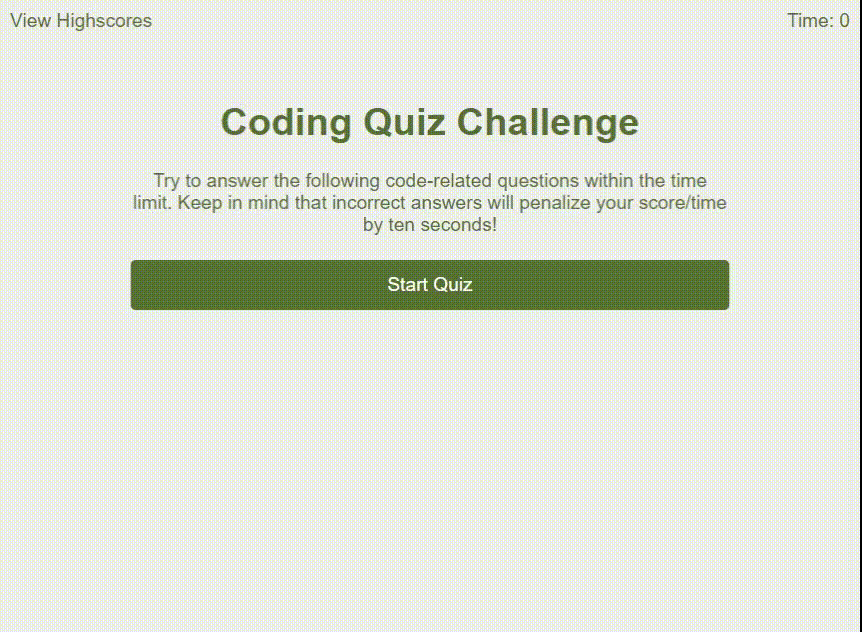 View Highscores
Time: 0
Coding Quiz Challenge
Try to answer the following code-related questions within the time
limit. Keep in mind that incorrect answers will penalize your score/time
by ten seconds!
Start Quiz